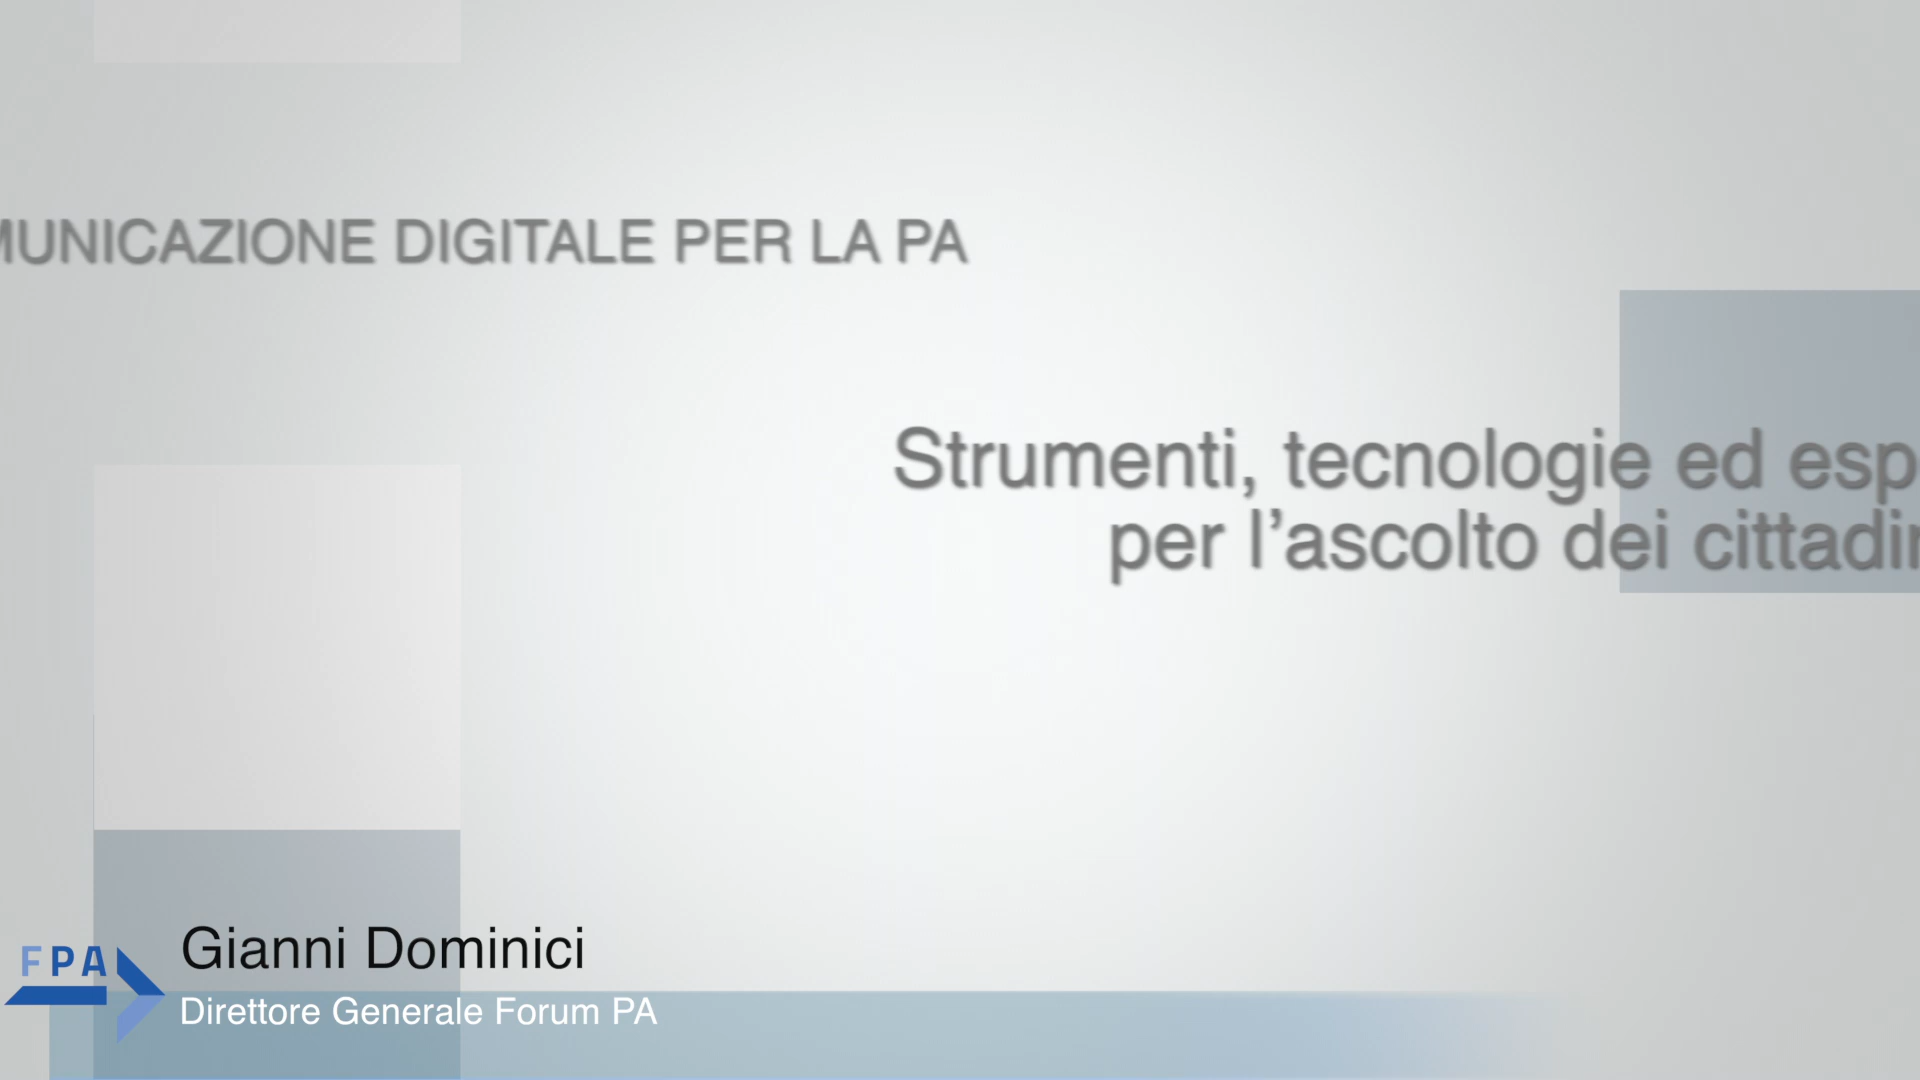 MUNICAZIONE DIGITALE PER LA PA
Strumenti, tecnologie ed esp
per l’ascolto dei cittadin
FPA
Gianni Dominici
Direttore Generale Forum PA